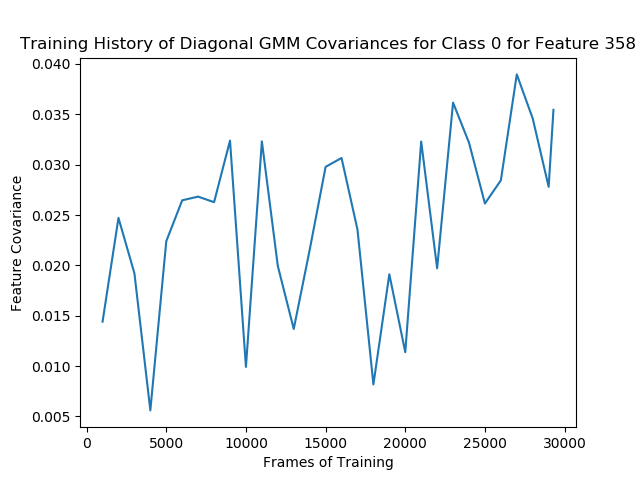 Training History of Diagonal GMM Covariances for Class 0 for Feature 358
0.040
0.035
0.030
0.025
0.020
0.015
0.010
0.005
Feature Covariance
0 5000 10000 15000 20000 25000 30000
Frames of Training